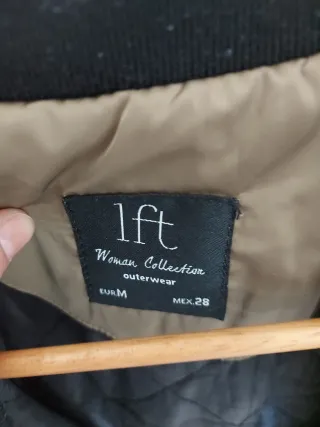 lft
Woman Collection
outerwear
EUR.M MEX.28